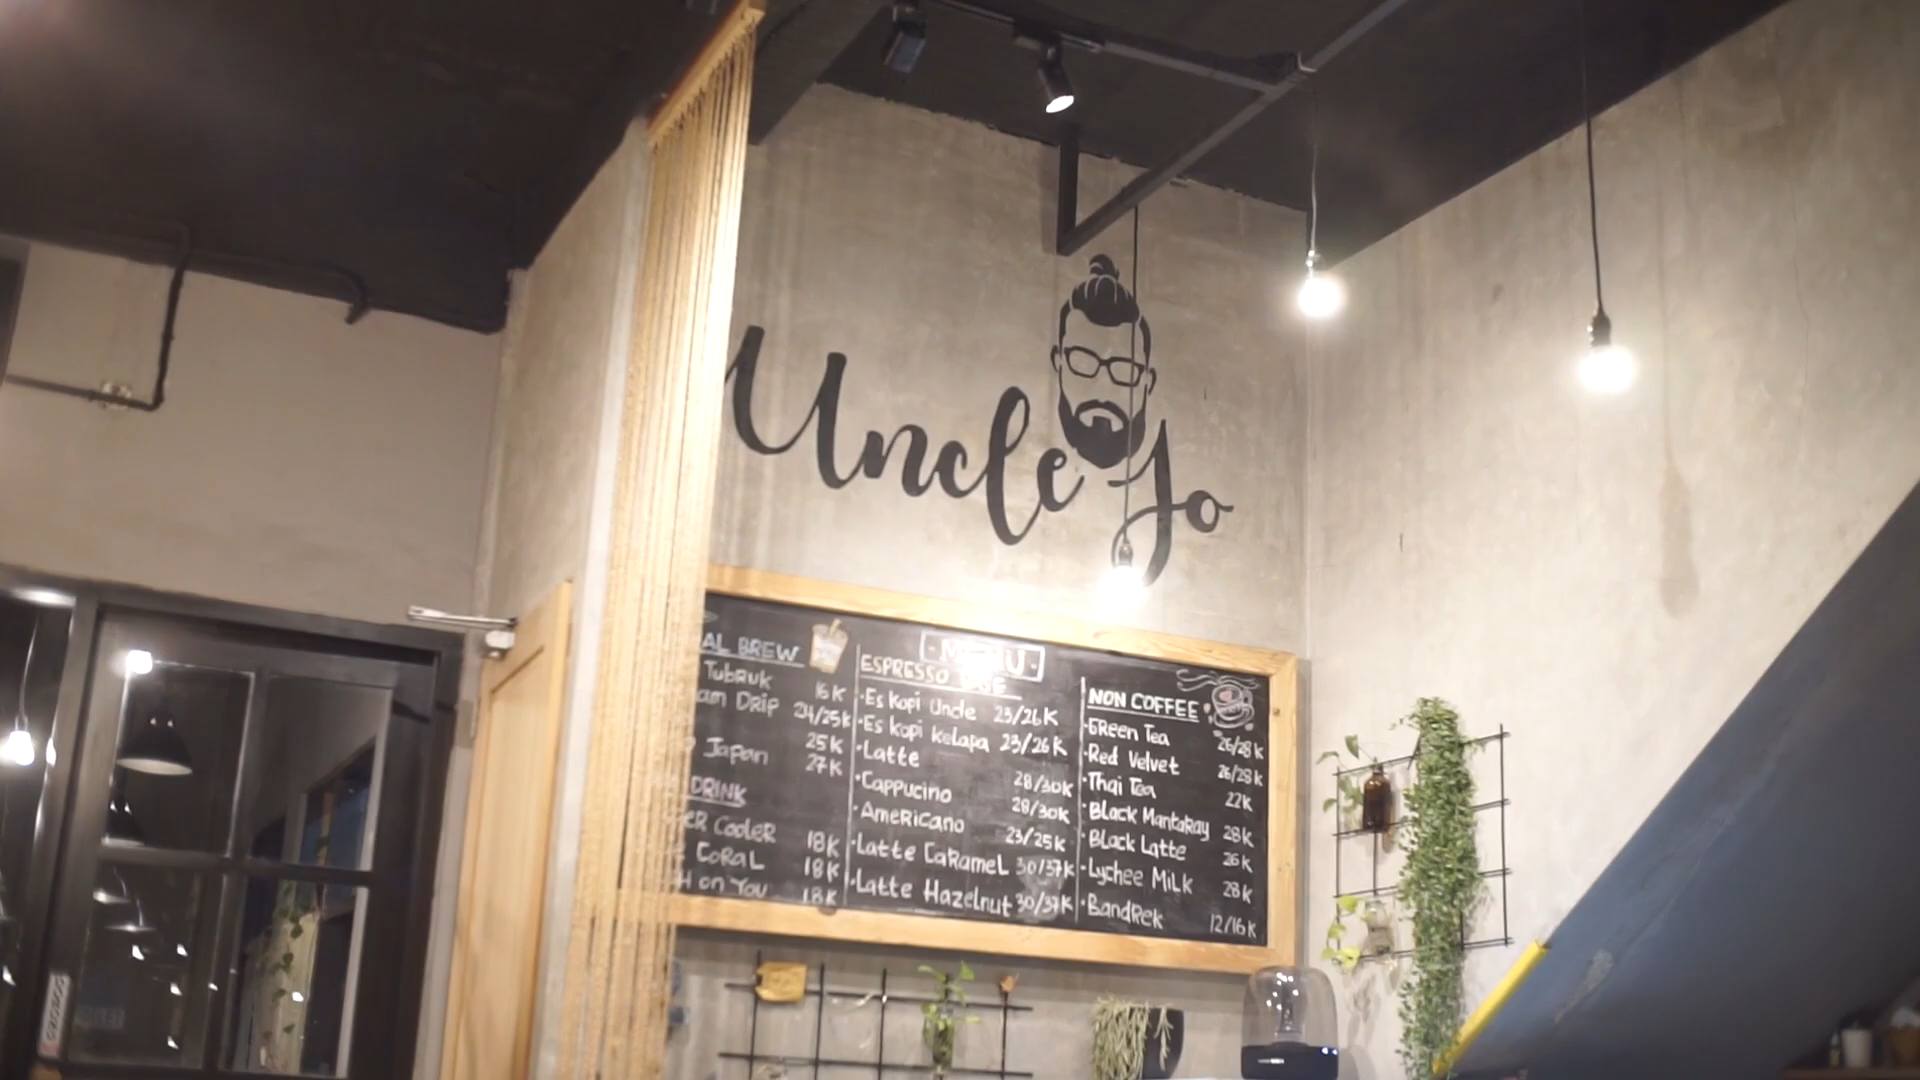 Uncle Jo
MENU
AL BREW
Tubruk 16K
am Drip 24/25K
25K
Japan 27K
DRINK
er Cooler 18K
Coral 18K
H on You 18K
ESPRESSO
·Es Kopi Uncle 23/26K
·Es kopi kelapa 23/26K
·Latte 28/30K
·Cappucino 28/30K
·Americano 23/25K
·Latte Caramel 30/37K
·Latte Hazelnut 30/37K
NON COFFEE
·Green Tea 26/28K
·Red Velvet 26/28K
·Thai Tea 22K
·Black Mantaray 28K
·Black Latte 26K
·Lychee Milk 28K
·Bandrek 12/16K